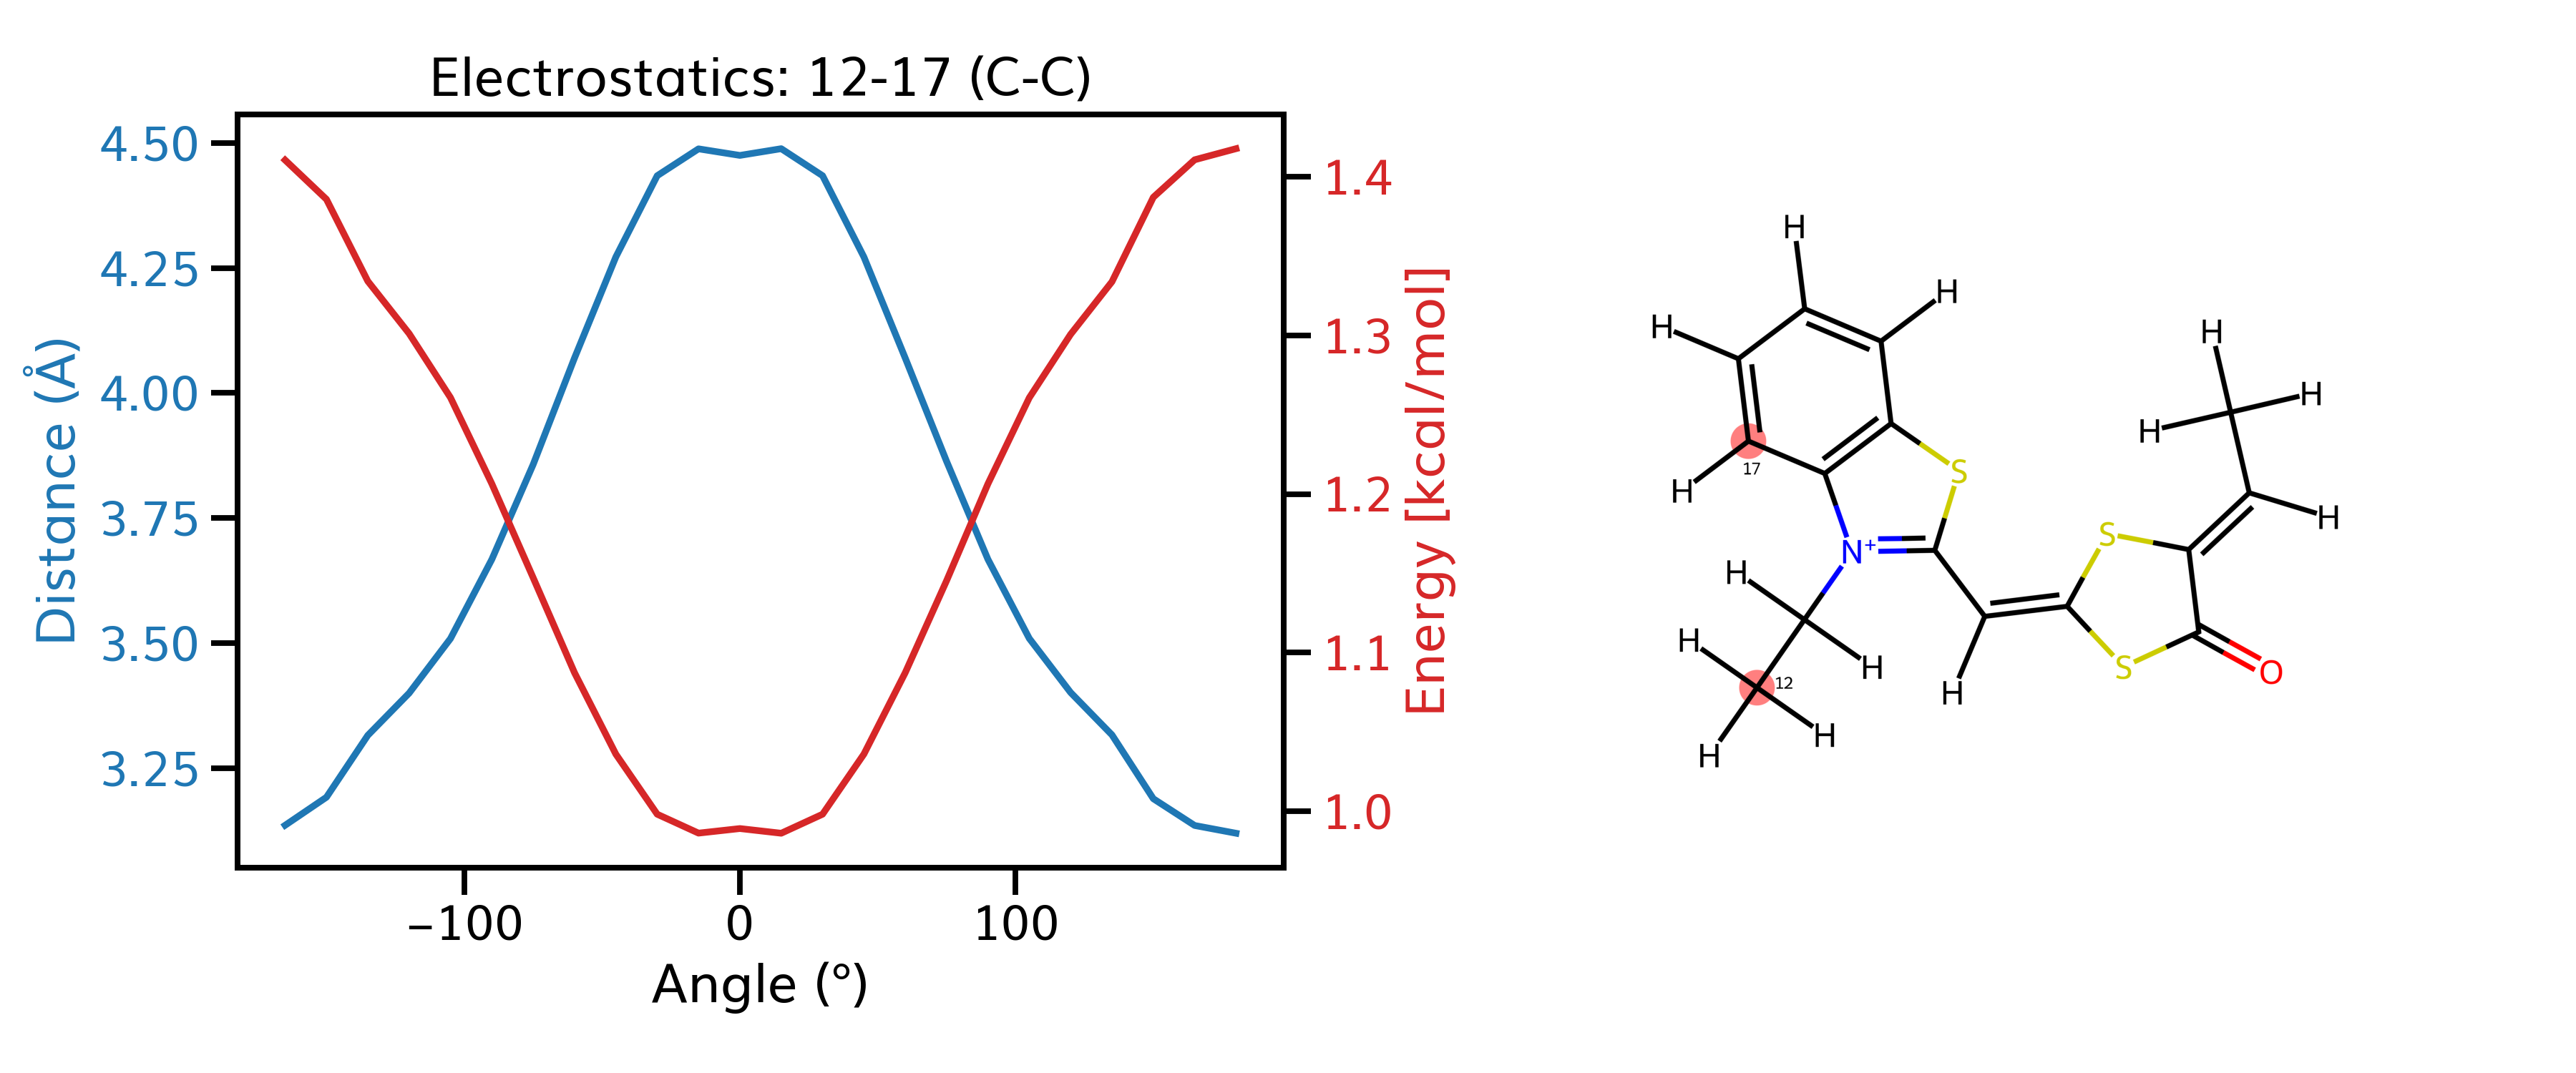 Electrostatics: 12-17 (C-C)
Distance (Å)
4.50
4.25
4.00
3.75
3.50
3.25
1.4
1.3
1.2
1.1
1.0
Energy [kcal/mol]
−100 0 100
Angle (°)
H
H
H
H
H
H
H
S
17
H
H
S
N+
H
H
H
S
O
12
H
H
H